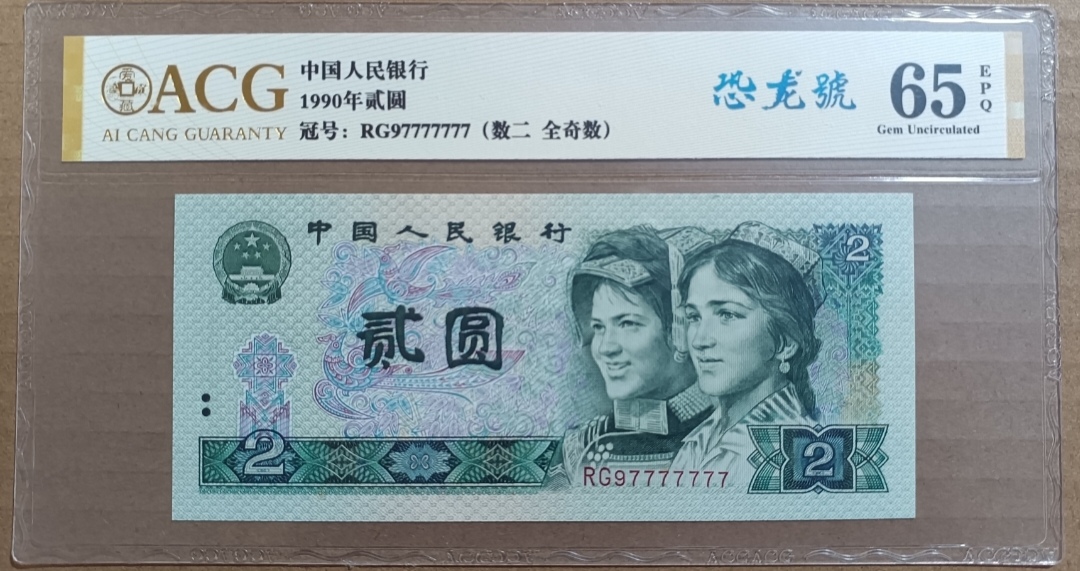 愛藏
ACG
AI CANG GUARANTY
中国人民银行
1990年贰圆
冠号：RG97777777（数二 全奇数）
恐龙號
65
EPQ
Gem Uncirculated
中国人民银行
2
贰圆
2
RG97777777
2